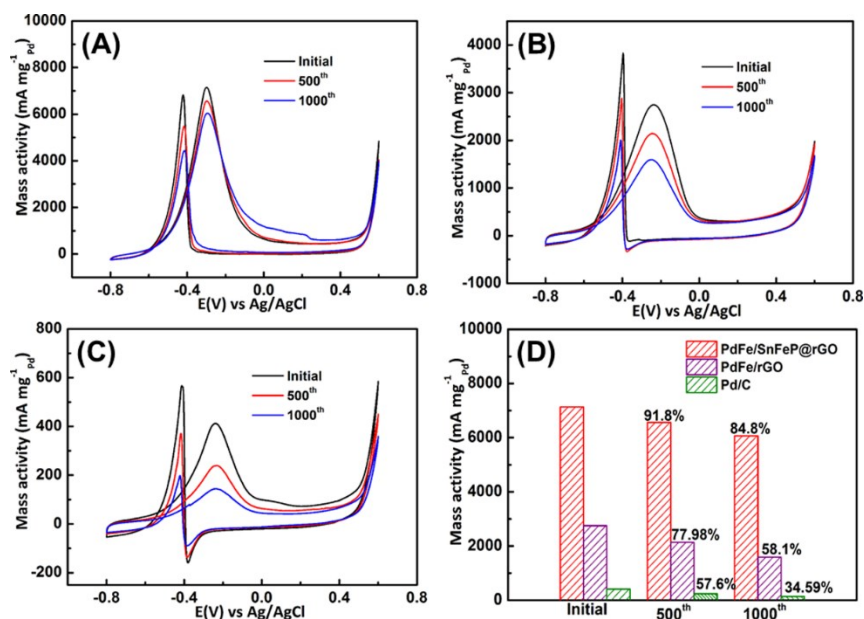 (A)
Initial
500th
1000th
10000
8000
6000
4000
2000
0
Mass activity (mA mg-1Pd)
-0.8 -0.4 0.0 0.4 0.8
E(V) vs Ag/AgCl
(B)
Initial
500th
1000th
4000
3000
2000
1000
0
-1000
Mass activity (mA mg-1Pd)
-0.8 -0.4 0.0 0.4 0.8
E(V) vs Ag/AgCl
(C)
Initial
500th
1000th
800
600
400
200
0
-200
Mass activity (mA mg-1Pd)
-0.8 -0.4 0.0 0.4 0.8
E(V) vs Ag/AgCl
(D)
PdFe/SnFeP@rGO
PdFe/rGO
Pd/C
10000
8000
6000
4000
2000
0
Mass activity (mA mg-1Pd)
91.8%
84.8%
77.98%
58.1%
57.6%
34.59%
Initial 500th 1000th